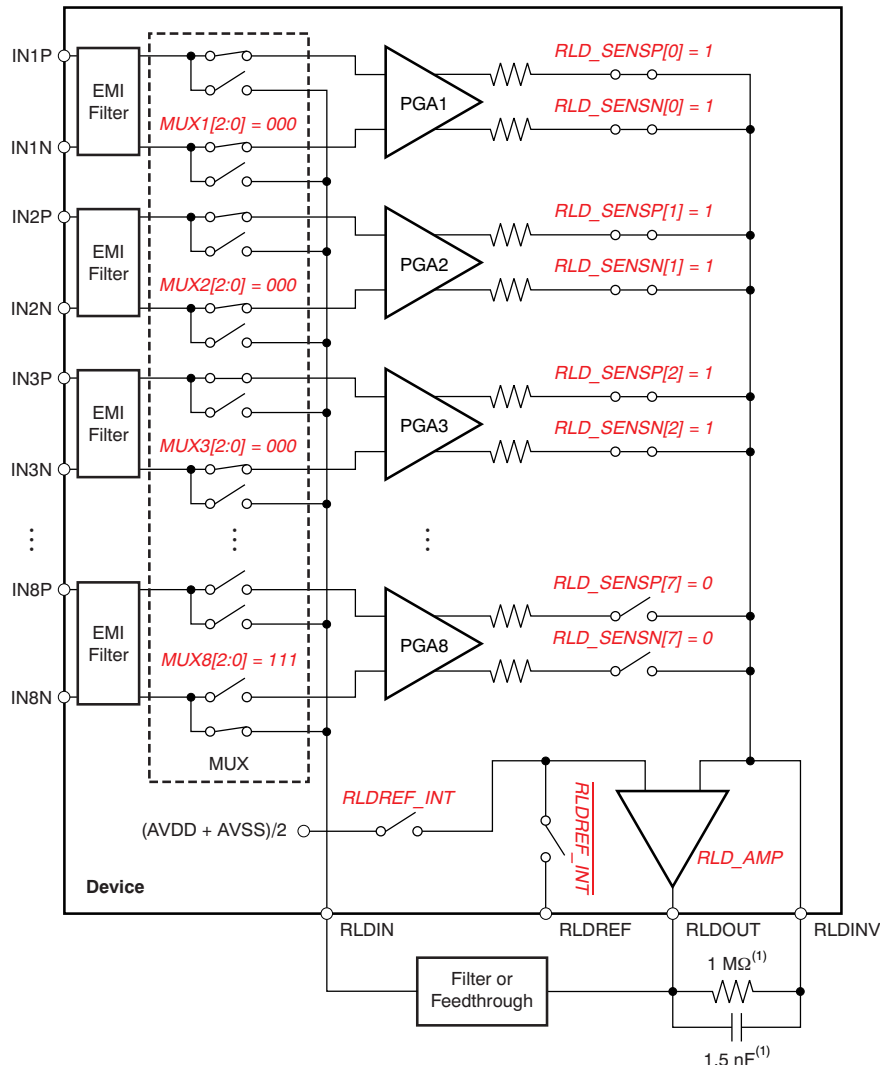 IN1P
EMI
Filter
IN1N
MUX1[2:0] = 000
PGA1
RLD_SENSP[0] = 1
RLD_SENSN[0] = 1
IN2P
EMI
Filter
IN2N
MUX2[2:0] = 000
PGA2
RLD_SENSP[1] = 1
RLD_SENSN[1] = 1
IN3P
EMI
Filter
IN3N
MUX3[2:0] = 000
PGA3
RLD_SENSP[2] = 1
RLD_SENSN[2] = 1
IN8P
EMI
Filter
IN8N
MUX8[2:0] = 111
PGA8
RLD_SENSP[7] = 0
RLD_SENSN[7] = 0
MUX
RLDREF_INT
(AVDD + AVSS)/2
RLDREF_INT
RLD_AMP
Device
RLDIN
RLDREF
RLDOUT
RLDINV
Filter or
Feedthrough
1 MΩ(1)
1.5 nF(1)